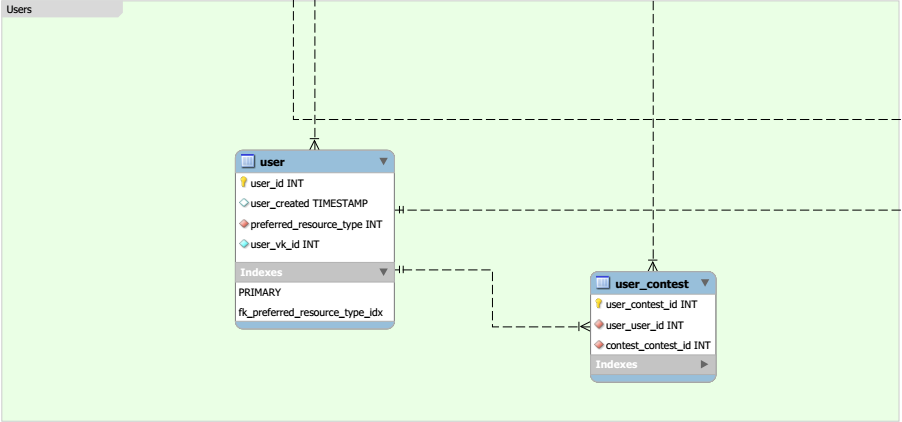 Users
user
user_id INT
user_created TIMESTAMP
preferred_resource_type INT
user_vk_id INT
Indexes
PRIMARY
fk_preferred_resource_type_idx
user_contest
user_contest_id INT
user_user_id INT
contest_contest_id INT
Indexes